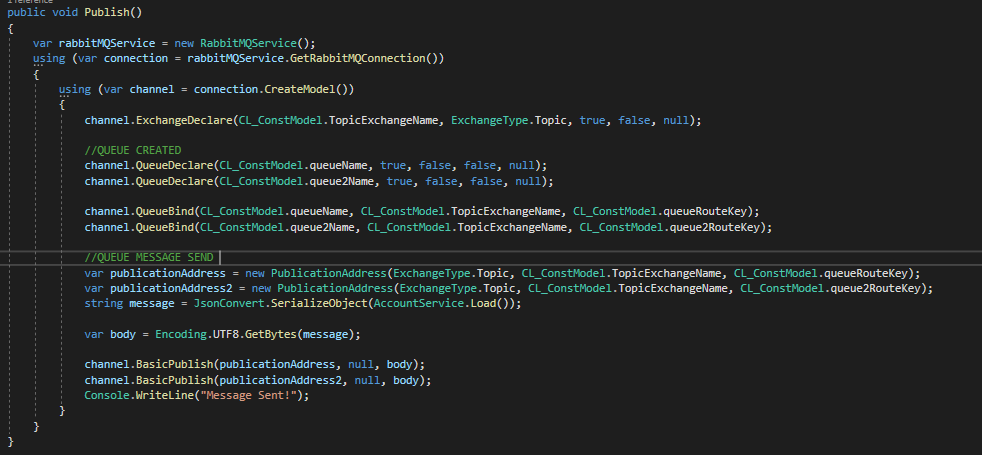 1 reference
public void Publish()
{
var rabbitMQService = new RabbitMQService();
using (var connection = rabbitMQService.GetRabbitMQConnection())
{
using (var channel = connection.CreateModel())
{
channel.ExchangeDeclare(CL_ConstModel.TopicExchangeName, ExchangeType.Topic, true, false, null);
//QUEUE CREATED
channel.QueueDeclare(CL_ConstModel.queueName, true, false, false, null);
channel.QueueDeclare(CL_ConstModel.queue2Name, true, false, false, null);
channel.QueueBind(CL_ConstModel.queueName, CL_ConstModel.TopicExchangeName, CL_ConstModel.queueRouteKey);
channel.QueueBind(CL_ConstModel.queue2Name, CL_ConstModel.TopicExchangeName, CL_ConstModel.queue2RouteKey);
//QUEUE MESSAGE SEND
var publicationAddress = new PublicationAddress(ExchangeType.Topic, CL_ConstModel.TopicExchangeName, CL_ConstModel.queueRouteKey);
var publicationAddress2 = new PublicationAddress(ExchangeType.Topic, CL_ConstModel.TopicExchangeName, CL_ConstModel.queue2RouteKey);
string message = JsonConvert.SerializeObject(AccountService.Load());
var body = Encoding.UTF8.GetBytes(message);
channel.BasicPublish(publicationAddress, null, body);
channel.BasicPublish(publicationAddress2, null, body);
Console.WriteLine("Message Sent!");
}
}
}